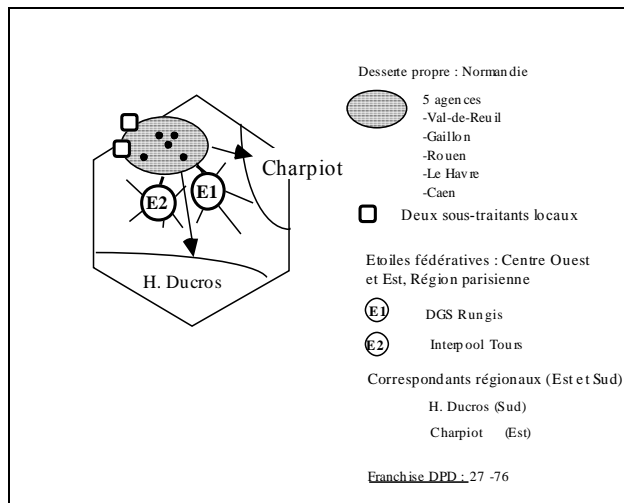 Charpiot
E2
E1
H. Ducros
Desserte propre : Normandie
5 agences
-Val-de-Reuil
-Gaillon
-Rouen
-Le Havre
-Caen
Deux sous-traitants locaux
Etoiles fédératives : Centre Ouest
et Est, Région parisienne
E1 DGS Rungis
E2 Interpool Tours
Correspondants régionaux (Est et Sud)
H. Ducros (Sud)
Charpiot (Est)
Franchise DPD : 27 -76